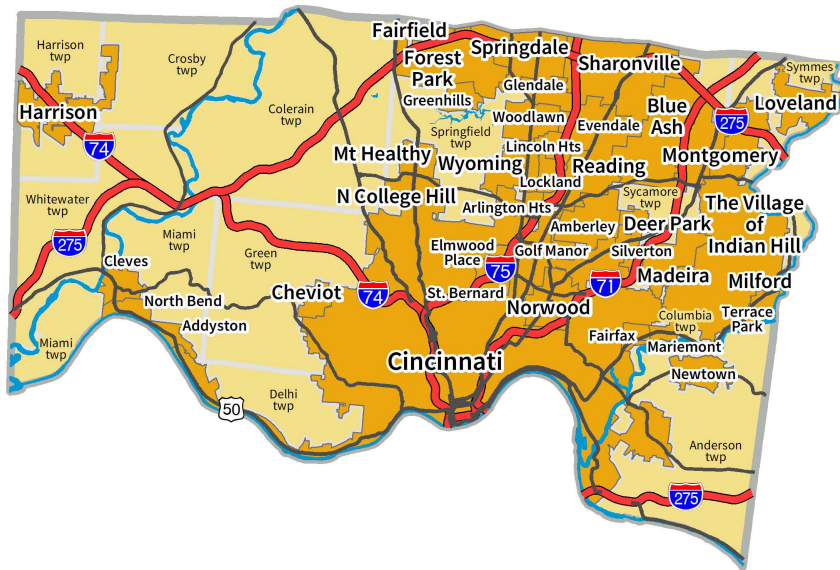 Fairfield
Harrison
twp
Crosby
twp
Springdale
Forest
Park
Sharonville
Symmes
twp
Glendale
Greenhills
Blue
Ash
Loveland
Harrison
Colerain
twp
Woodlawn
Evendale
275
Springfield
twp
74
Lincoln Hts
Mt Healthy
Wyoming
Reading
Montgomery
Lockland
N College Hill
Sycamore
twp
Whitewater
twp
Arlington Hts
The Village
of
Indian Hill
Amberley
Deer Park
Miami
twp
275
Elmwood
Place
Golf Manor
Silverton
Green
twp
Cleves
75
Madeira
Milford
71
Cheviot
74
St. Bernard
North Bend
Norwood
Terrace
Park
Columbia
twp
Addyston
Fairfax
Mariemont
Miami
twp
Cincinnati
Newtown
Delhi
twp
50
Anderson
twp
275